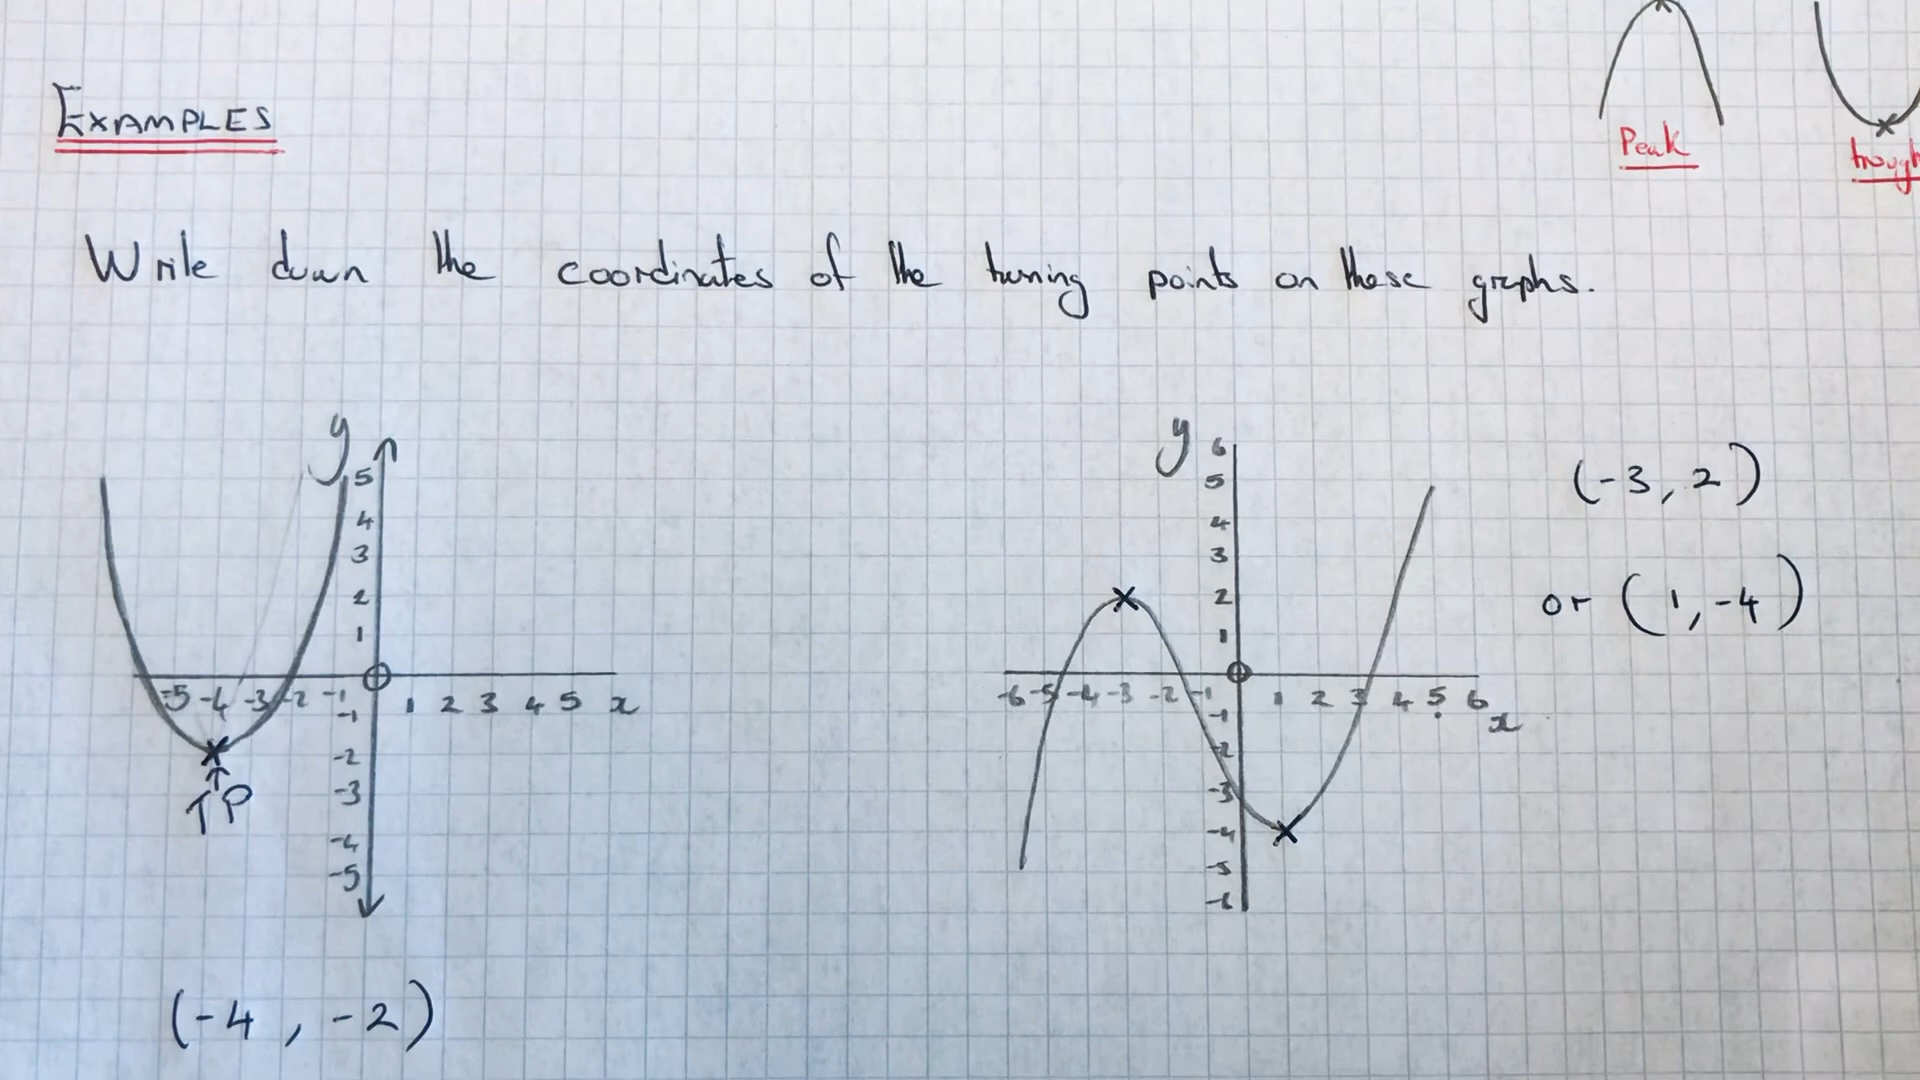 Peak
trough
EXAMPLES
Write down the coordinates of the turning points on these graphs.
y
5
4
3
2
1
-5 -4 -3 -2 -1 1 2 3 4 5 x
-1
-2
-3
-4
-5
TP
(-4 , -2)
y
6
5
4
3
2
1
-6 -5 -4 -3 -2 -1 1 2 3 4 5 6 x
-1
-2
-3
-4
-5
-6
(-3, 2)
or (1, -4)